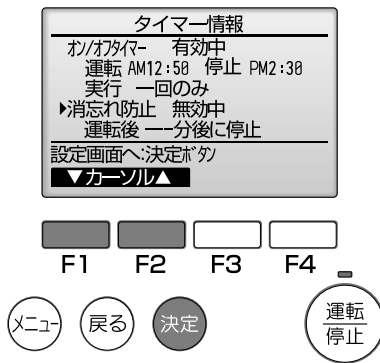 タイマー情報
オン/オフタイマー 有効中
運転 AM12:50 停止 PM2:30
実行 一回のみ
▶消忘れ防止 無効中
運転後 ーー分後に停止
設定画面へ:決定ボタン
▼カーソル▲
F1 F2 F3 F4
メニュー 戻る 決定 運転
停止